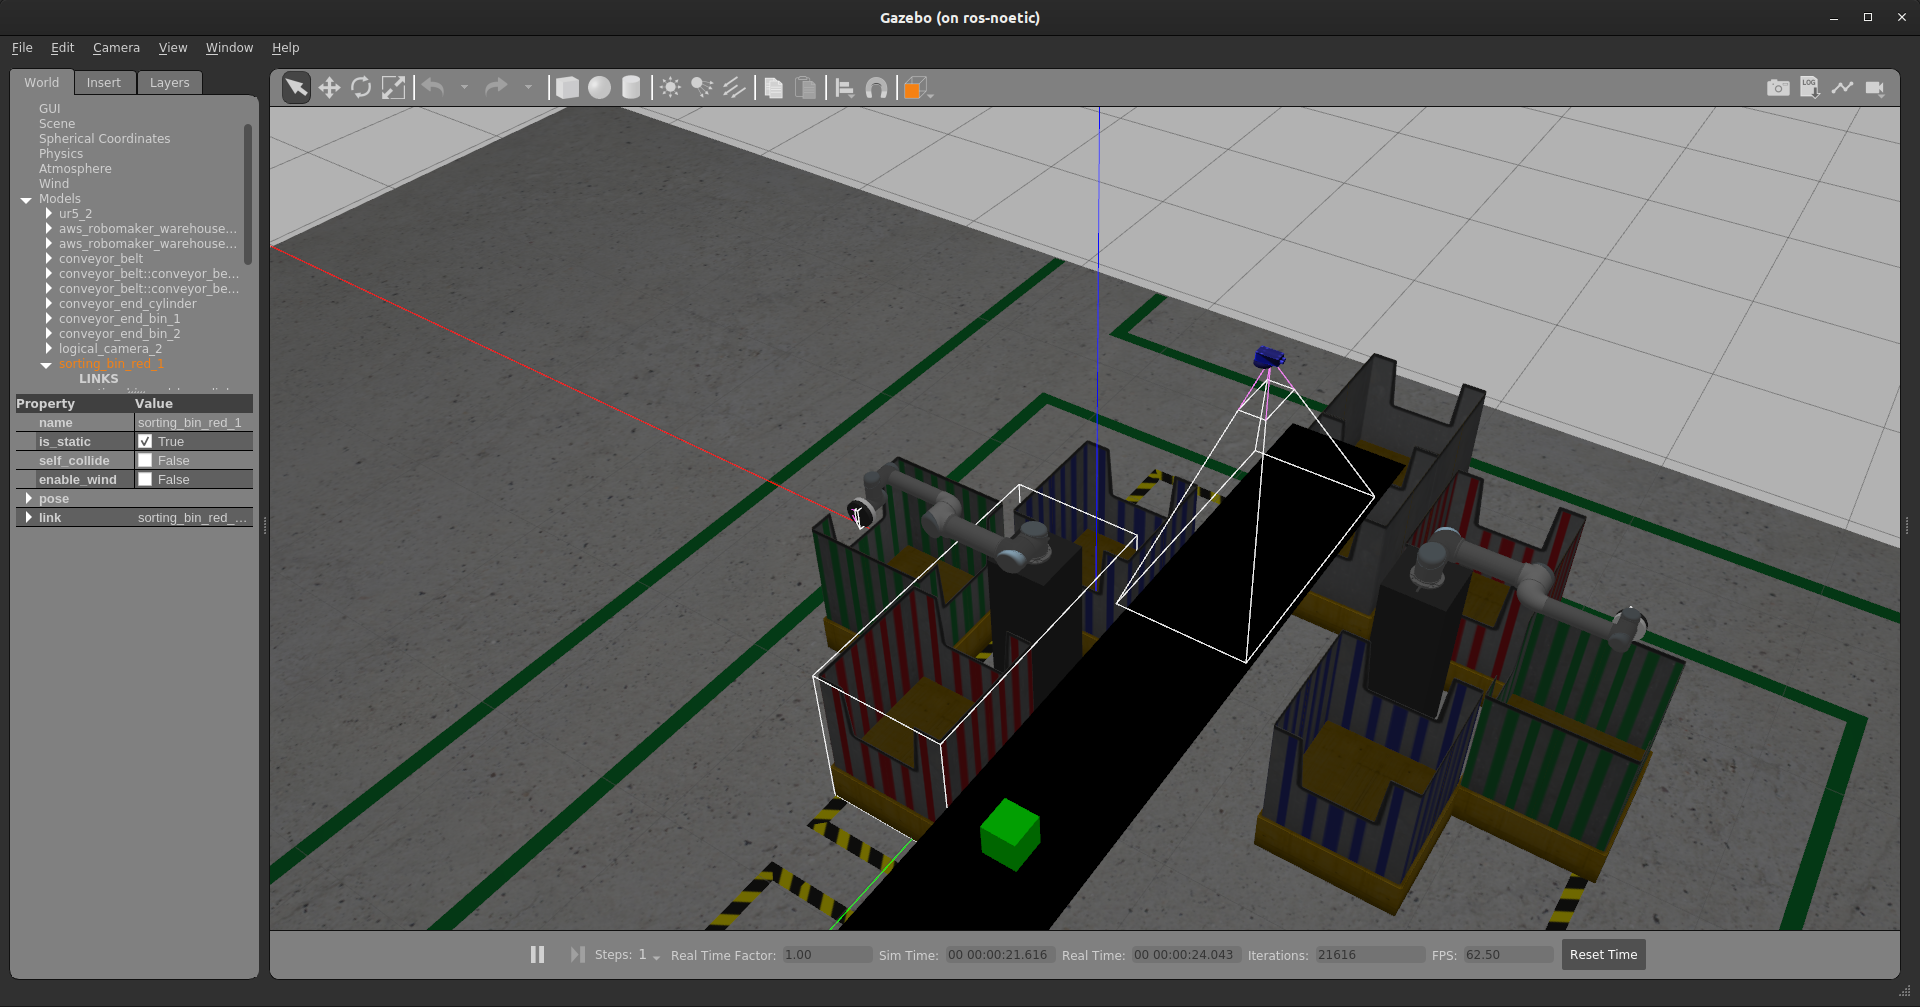 Gazebo (on ros-noetic)
File Edit Camera View Window Help
World Insert Layers
GUI
Scene
Spherical Coordinates
Physics
Atmosphere
Wind
Models
ur5_2
aws_robomaker_warehouse...
aws_robomaker_warehouse...
conveyor_belt
conveyor_belt::conveyor_be...
conveyor_belt::conveyor_be...
conveyor_end_cylinder
conveyor_end_bin_1
conveyor_end_bin_2
logical_camera_2
sorting_bin_red_1
LINKS
Property Value
name sorting_bin_red_1
is_static True
self_collide False
enable_wind False
pose
link sorting_bin_red_...
LOG
Steps: 1 Real Time Factor: 1.00 Sim Time: 00 00:00:21.616 Real Time: 00 00:00:24.043 Iterations: 21616 FPS: 62.50 Reset Time